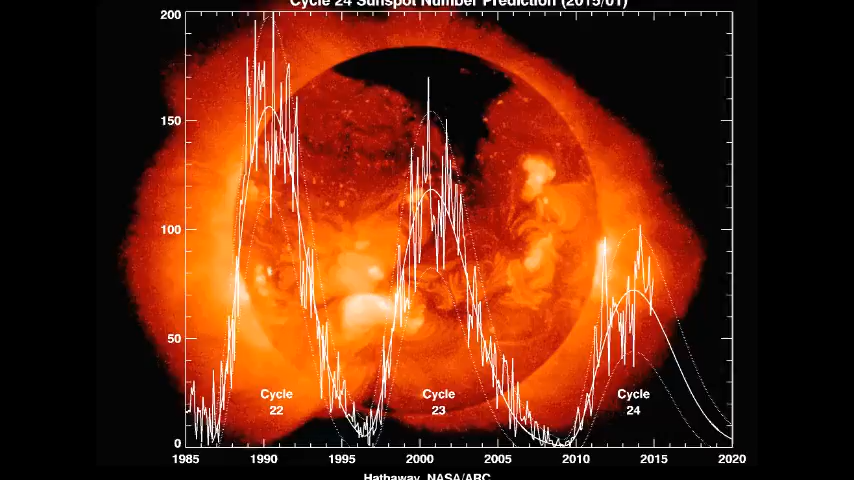 Cycle 24 Sunspot Number Prediction (2015/01)
200
150
100
50
0
Cycle
22
Cycle
23
Cycle
24
1985 1990 1995 2000 2005 2010 2015 2020
Hathaway, NASA/ARC